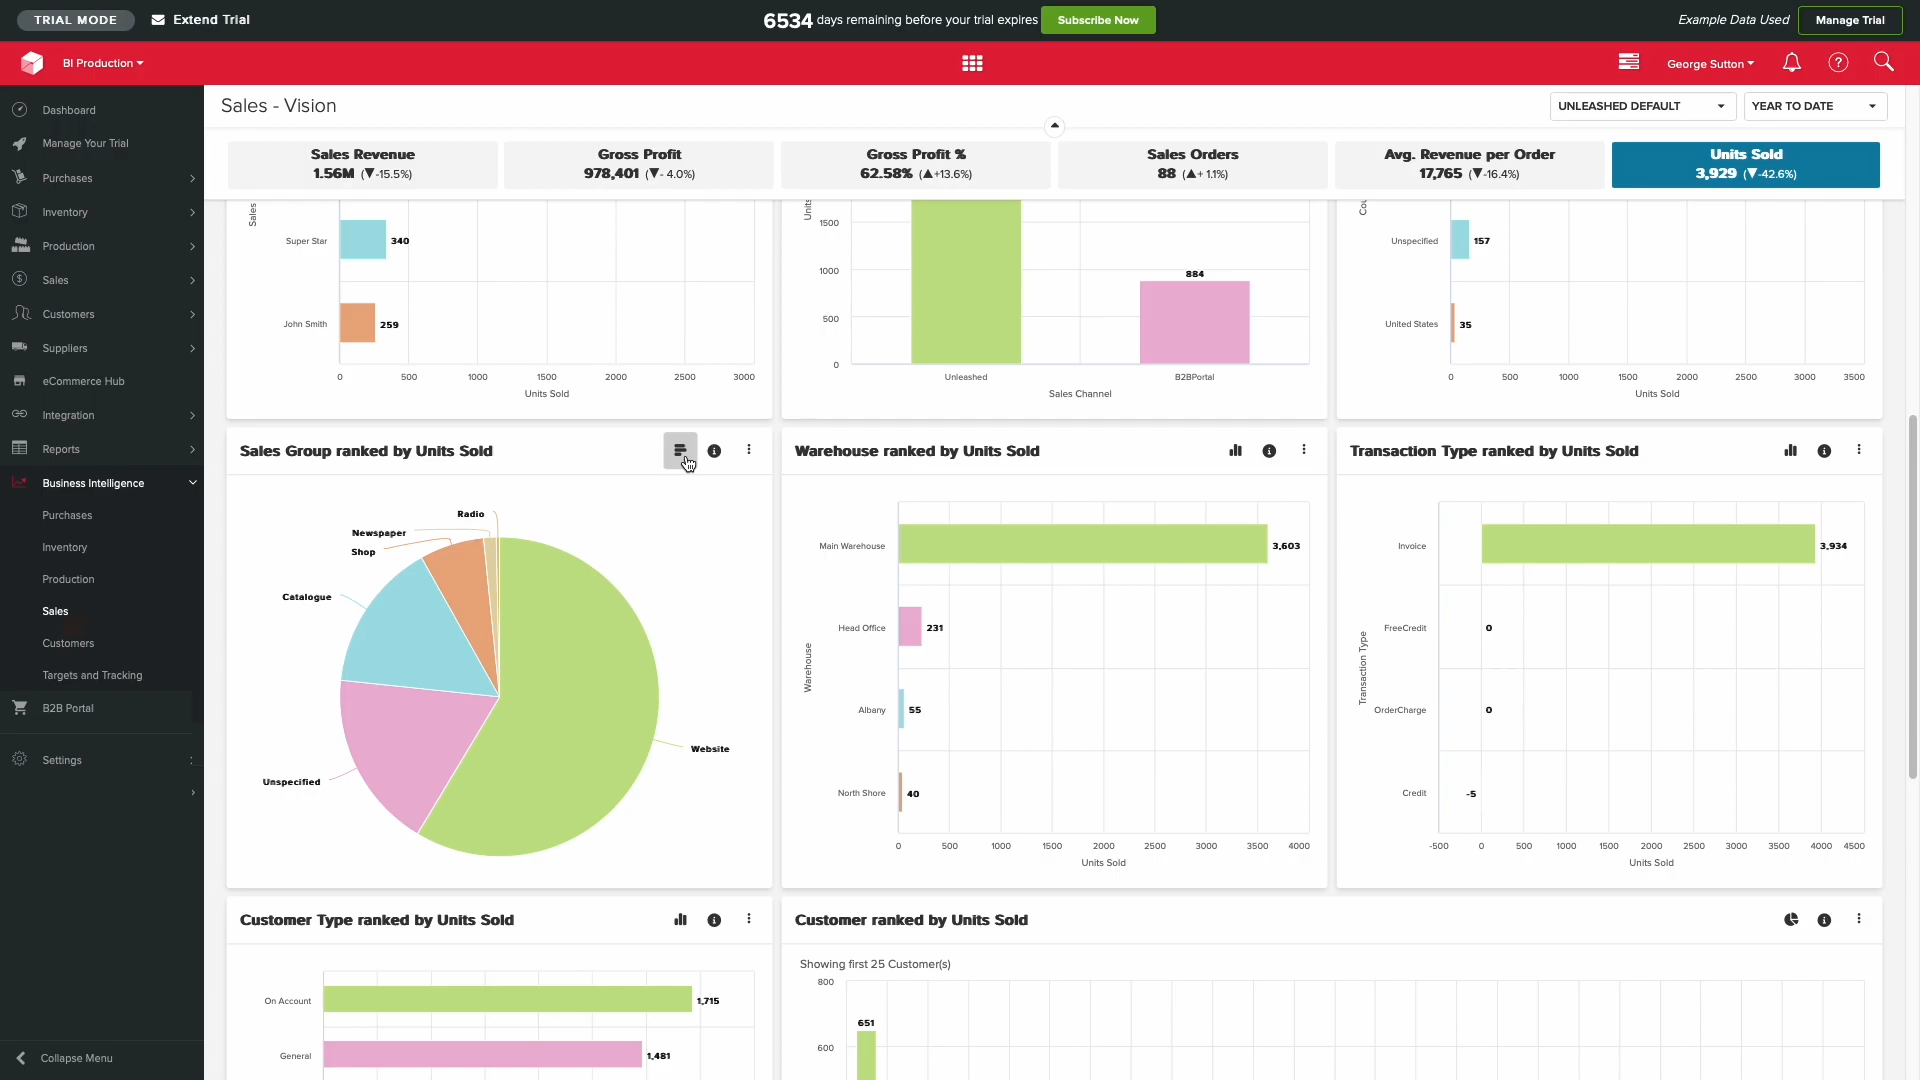 TRIAL MODE
Extend Trial
6534 days remaining before your trial expires
Subscribe Now
Example Data Used
Manage Trial
BI Production
George Sutton
?
Dashboard
Manage Your Trial
Purchases
Inventory
Production
Sales
Customers
Suppliers
eCommerce Hub
Integration
Reports
Business Intelligence
Purchases
Inventory
Production
Sales
Customers
Targets and Tracking
B2B Portal
Settings
Collapse Menu
Sales - Vision
UNLEASHED DEFAULT
YEAR TO DATE
Sales Revenue
1.56M (▼-15.5%)
Gross Profit
978,401 (▼- 4.0%)
Gross Profit %
62.58% (▲+13.6%)
Sales Orders
88 (▲+ 1.1%)
Avg. Revenue per Order
17,765 (▼-16.4%)
Units Sold
3,929 (▼-42.6%)
Sales
Super Star
340
John Smith
259
0 500 1000 1500 2000 2500 3000
Units Sold
Units
1500
1000
500
0
884
Unleashed
B2BPortal
Sales Channel
Cou
Unspecified
157
United States
35
0 500 1000 1500 2000 2500 3000 3500
Units Sold
Sales Group ranked by Units Sold
Radio
Newspaper
Shop
Catalogue
Website
Unspecified
Warehouse ranked by Units Sold
Warehouse
Main Warehouse
3,603
Head Office
231
Albany
55
North Shore
40
0 500 1000 1500 2000 2500 3000 3500 4000
Units Sold
Transaction Type ranked by Units Sold
Transaction Type
Invoice
3,934
FreeCredit
0
OrderCharge
0
Credit
-5
-500 0 500 1000 1500 2000 2500 3000 3500 4000 4500
Units Sold
Customer Type ranked by Units Sold
On Account
1,715
General
1,481
Customer ranked by Units Sold
Showing first 25 Customer(s)
800
651
600